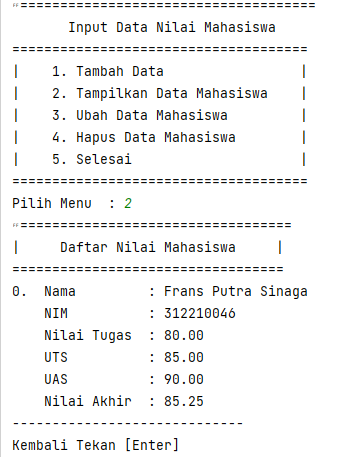 =====================================
Input Data Nilai Mahasiswa
=====================================
|    1. Tambah Data                 |
|    2. Tampilkan Data Mahasiswa    |
|    3. Ubah Data Mahasiswa         |
|    4. Hapus Data Mahasiswa        |
|    5. Selesai                     |
=====================================
Pilih Menu  : 2
==================================
|     Daftar Nilai Mahasiswa     |
==================================
0.  Nama         : Frans Putra Sinaga
    NIM          : 312210046
    Nilai Tugas  : 80.00
    UTS          : 85.00
    UAS          : 90.00
    Nilai Akhir  : 85.25
-----------------------------
Kembali Tekan [Enter]